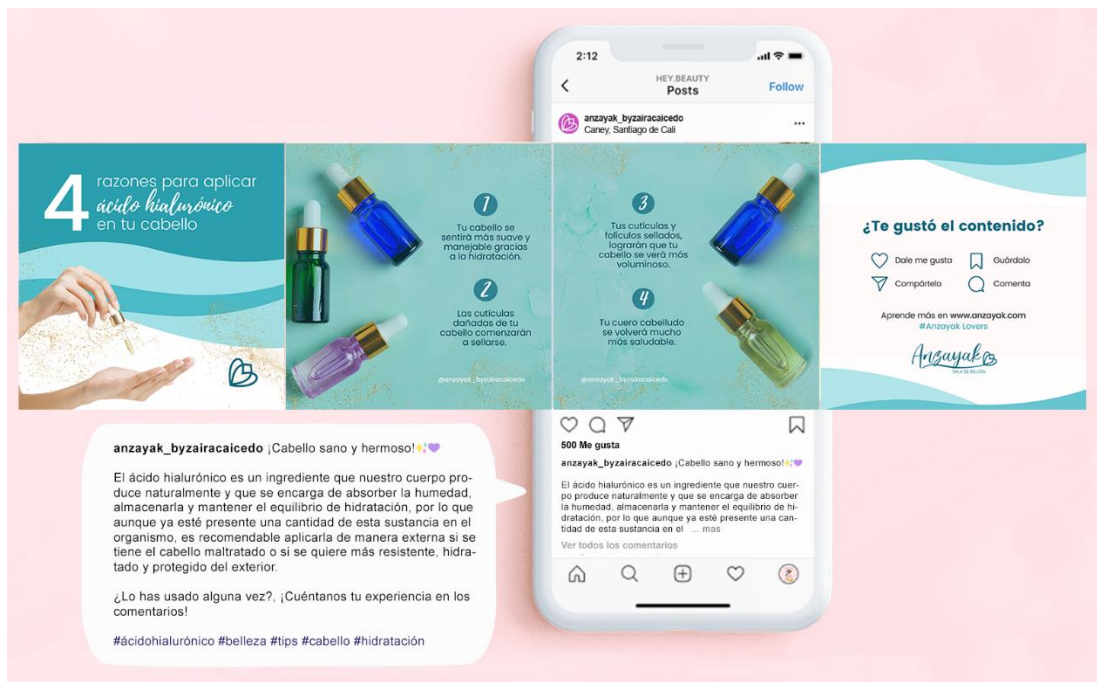 2:12
HEY.BEAUTY
Posts
Follow
anzayak_byzairacaicedo
Caney, Santiago de Cali
4
razones para aplicar
ácido hialurónico
en tu cabello
1
Tu cabello se
sentirá más suave y
manejable gracias
a la hidratación.
2
Las cutículas
dañadas de tu
cabello comenzarán
a sellarse.
@anzayak_byzairacaicedo
3
Tus cutículas y
folículos sellados,
lograrán que tu
cabello se verá más
voluminoso.
4
Tu cuero cabelludo
se volverá mucho
más saludable.
@anzayak_byzairacaicedo
¿Te gustó el contenido?
Dale me gusta
Guárdalo
Compártelo
Comenta
Aprende más en www.anzayak.com
#Anzayak Lovers
Anzayak
SALA DE BELLEZA
500 Me gusta
anzayak_byzairacaicedo ¡Cabello sano y hermoso!✨💜
El ácido hialurónico es un ingrediente que nuestro cuer-
po produce naturalmente y que se encarga de absorber
la humedad, almacenarla y mantener el equilibrio de hi-
dratación, por lo que aunque ya esté presente una can-
tidad de esta sustancia en el ... mas
Ver todos los comentarios
anzayak_byzairacaicedo ¡Cabello sano y hermoso!✨💜
El ácido hialurónico es un ingrediente que nuestro cuerpo pro-
duce naturalmente y que se encarga de absorber la humedad,
almacenarla y mantener el equilibrio de hidratación, por lo que
aunque ya esté presente una cantidad de esta sustancia en el
organismo, es recomendable aplicarla de manera externa si se
tiene el cabello maltratado o si se quiere más resistente, hidra-
tado y protegido del exterior.
¿Lo has usado alguna vez?, ¡Cuéntanos tu experiencia en los
comentarios!
#ácidohialurónico #belleza #tips #cabello #hidratación